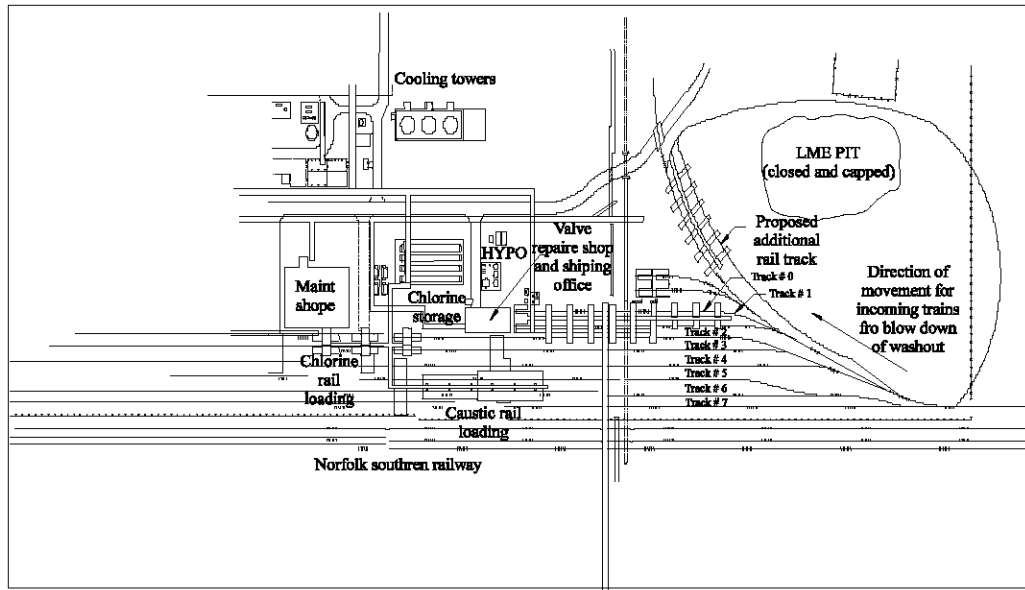 Cooling towers
LME PIT
(closed and capped)
Proposed
additional
rail track
Valve
repaire shop
and shiping
office
HYPO
Track # 0
Track # 1
Direction of
movement for
incoming trains
fro blow down
of washout
Maint
shope
Chlorine
storage
Track # 2
Track # 3
Track # 4
Track # 5
Track # 6
Track # 7
Chlorine
rail
loading
Caustic rail
loading
Norfolk southren railway